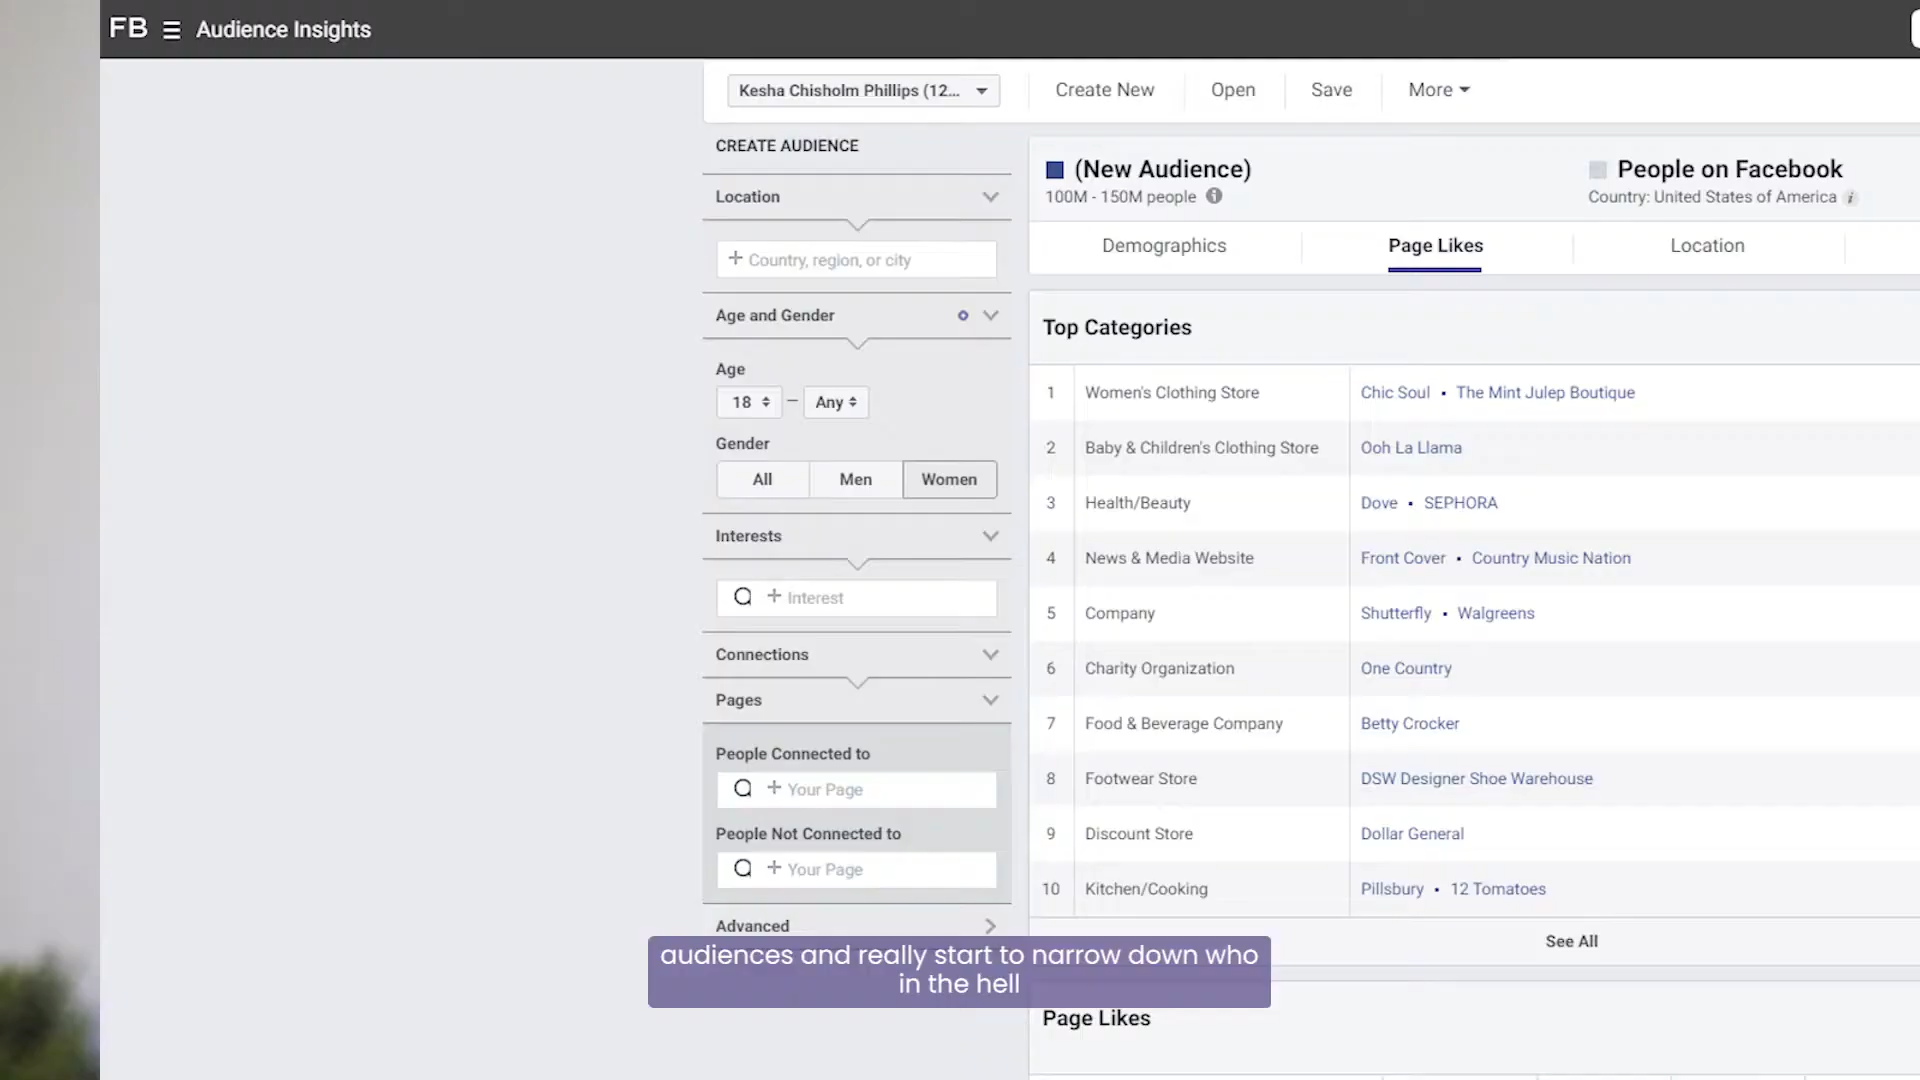 FB ☰ Audience Insights
Kesha Chisholm Phillips (12... Create New Open Save More
CREATE AUDIENCE
Location
+ Country, region, or city
Age and Gender
Age
18 – Any
Gender
All Men Women
Interests
+ Interest
Connections
Pages
People Connected to
+ Your Page
People Not Connected to
+ Your Page
Advanced
(New Audience)
100M - 150M people
People on Facebook
Country: United States of America
Demographics Page Likes Location
Top Categories
1 Women's Clothing Store Chic Soul • The Mint Julep Boutique
2 Baby & Children's Clothing Store Ooh La Llama
3 Health/Beauty Dove • SEPHORA
4 News & Media Website Front Cover • Country Music Nation
5 Company Shutterfly • Walgreens
6 Charity Organization One Country
7 Food & Beverage Company Betty Crocker
8 Footwear Store DSW Designer Shoe Warehouse
9 Discount Store Dollar General
10 Kitchen/Cooking Pillsbury • 12 Tomatoes
See All
Page Likes
audiences and really start to narrow down who
in the hell